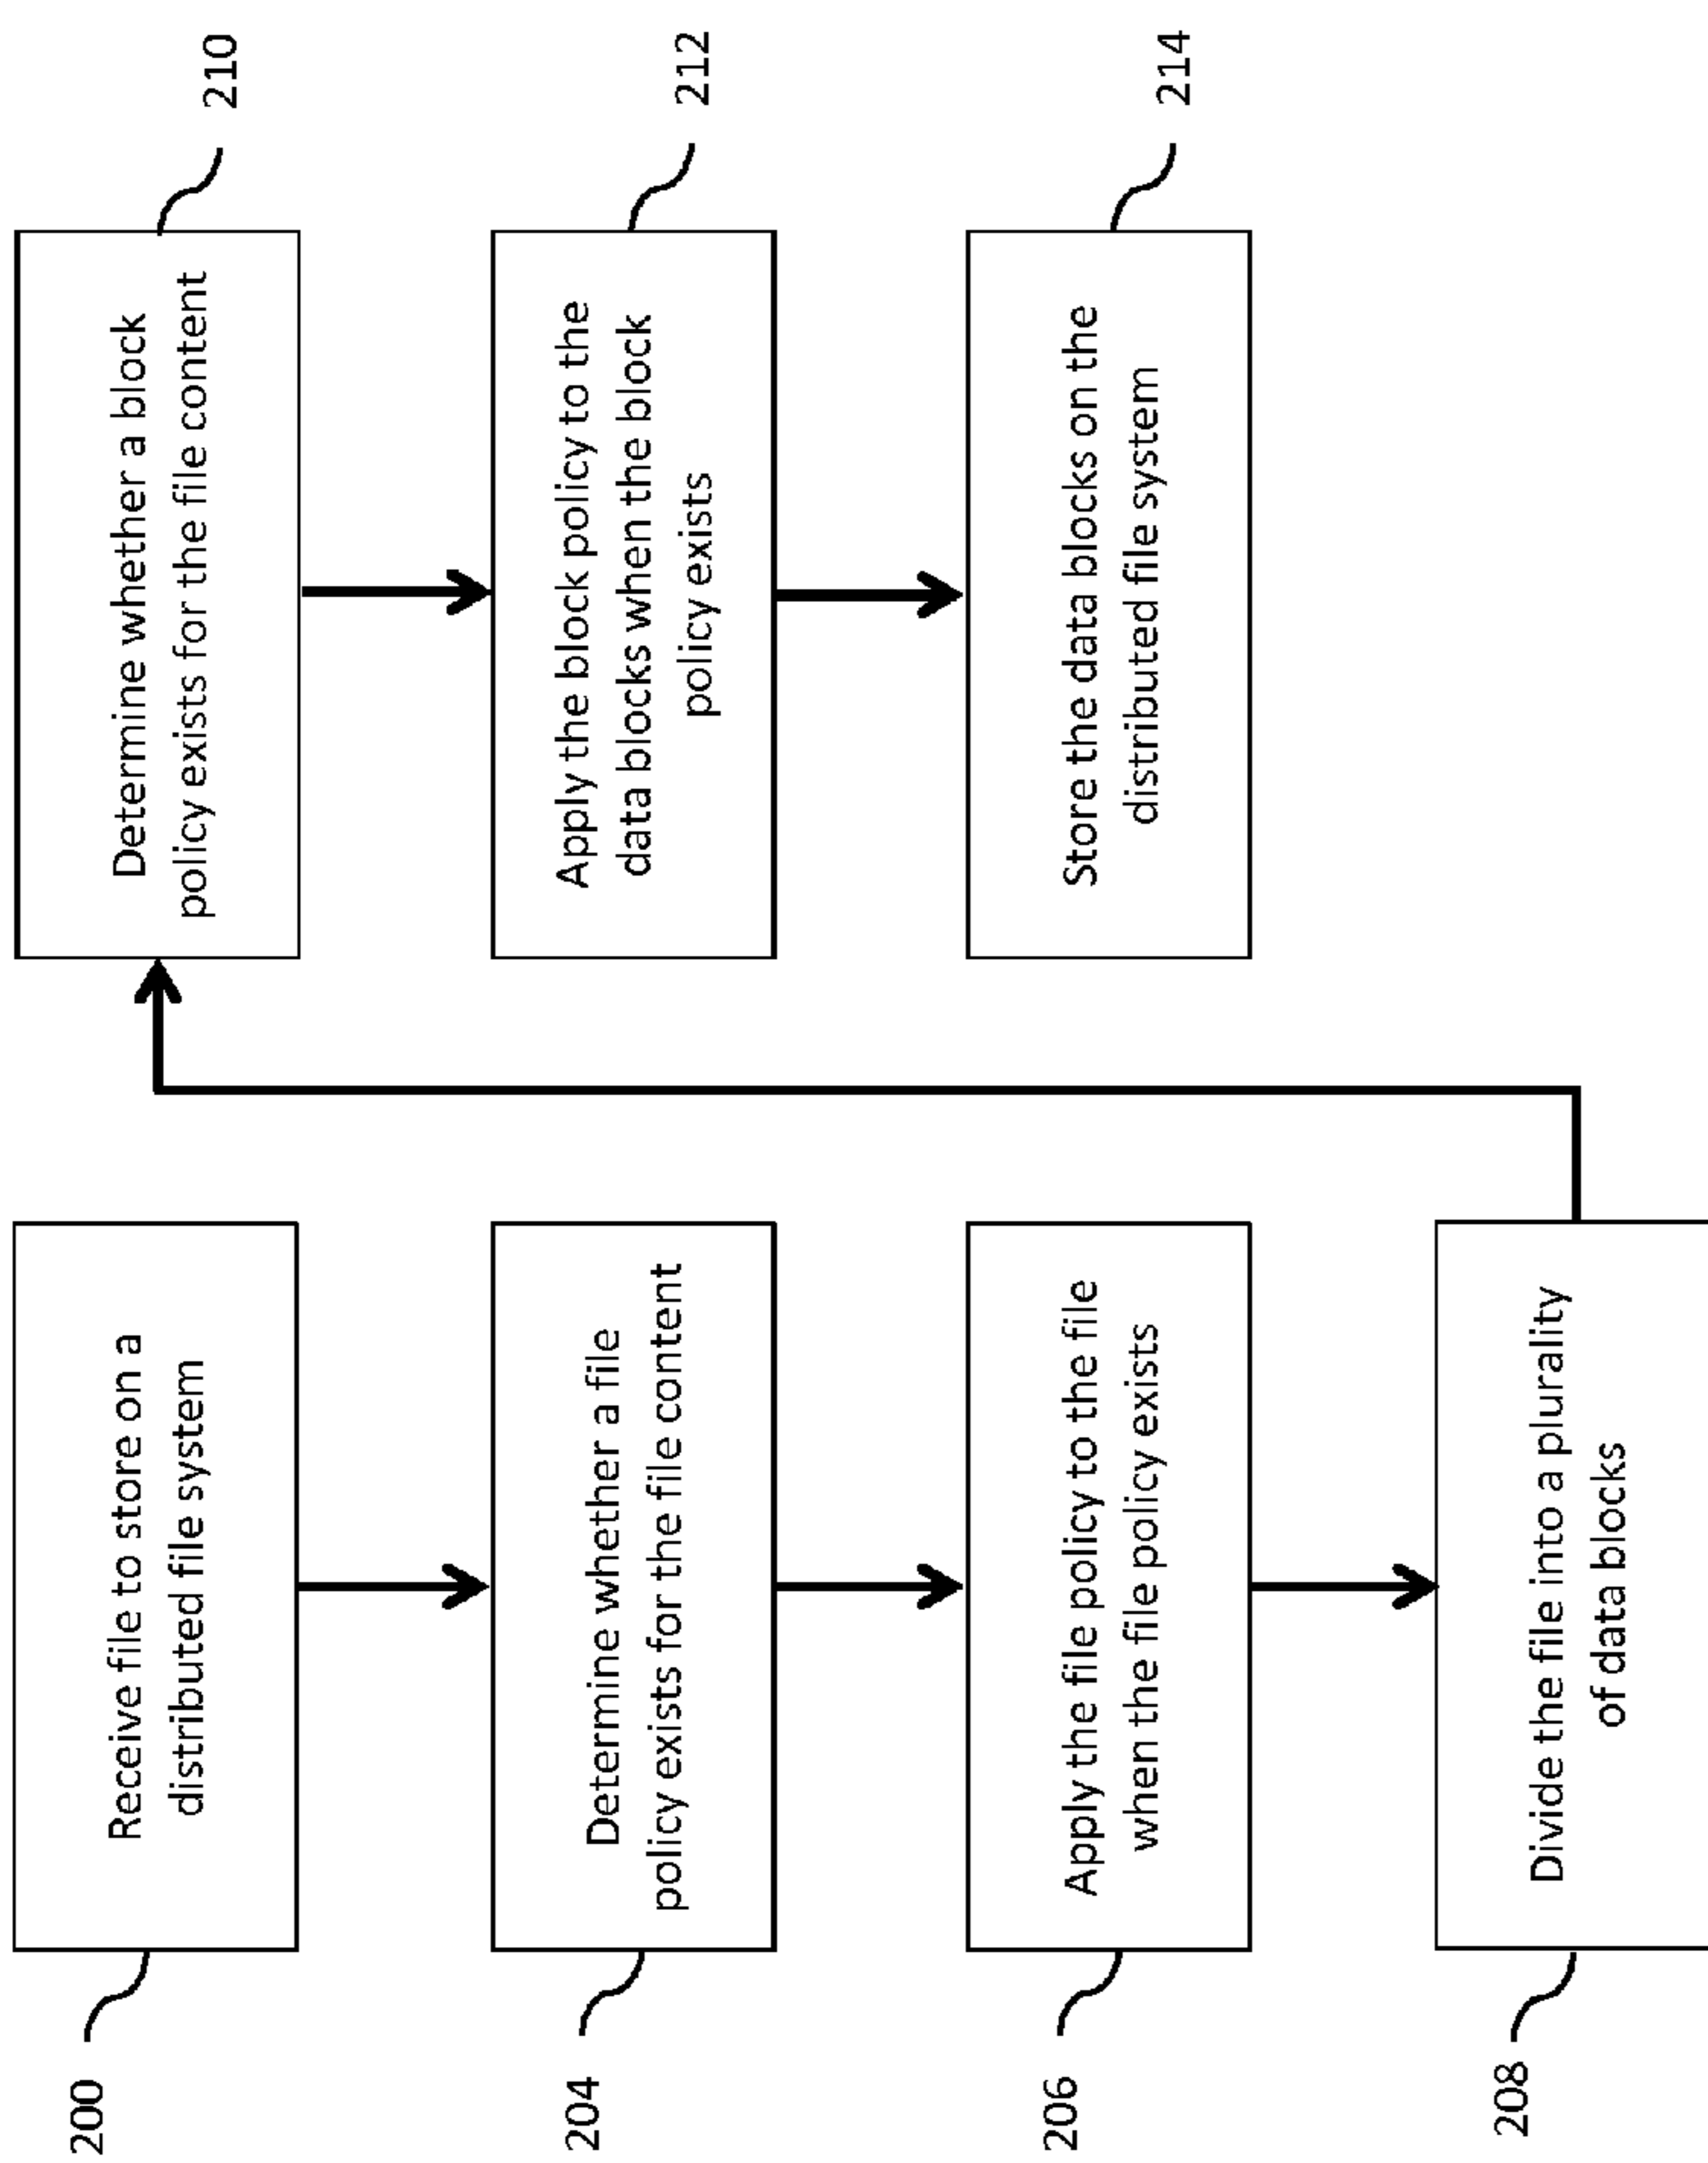 200
Receive file to store on a
distributed file system
204
Determine whether a file
policy exists for the file content
206
Apply the file policy to the file
when the file policy exists
208
Divide the file into a plurality
of data blocks
Determine whether a block
policy exists for the file content
210
Apply the block policy to the
data blocks when the block
policy exists
212
Store the data blocks on the
distributed file system
214